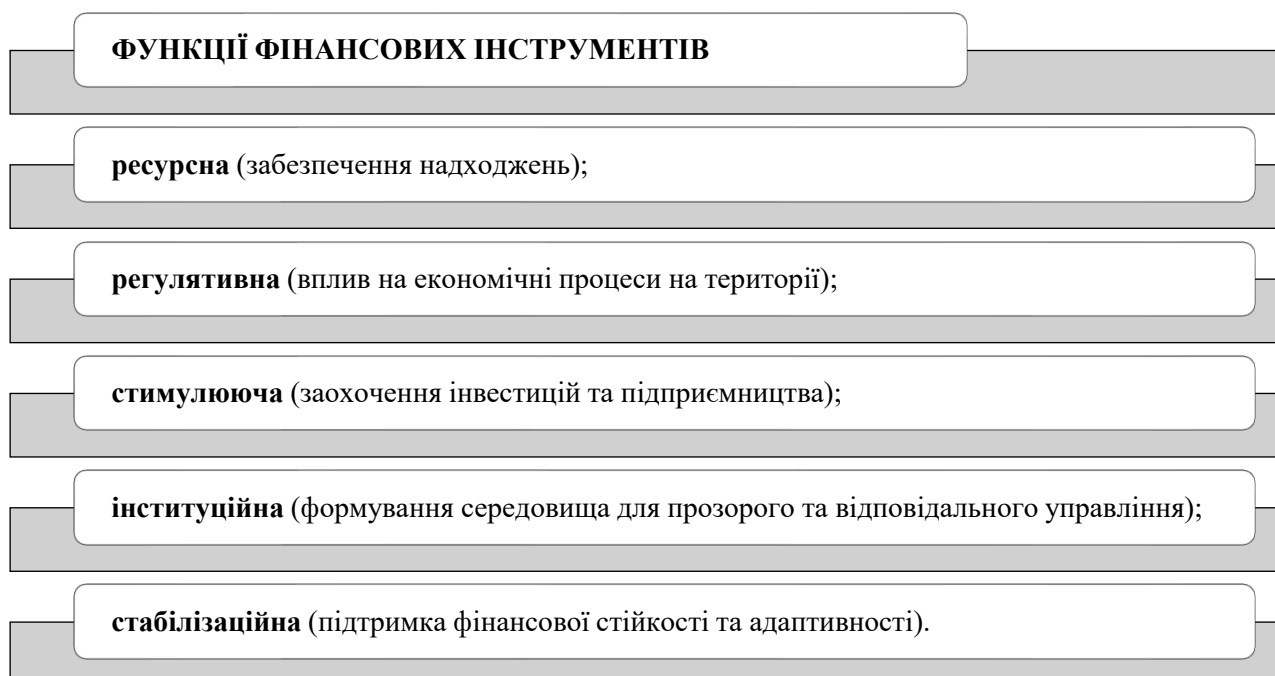 ФУНКЦІЇ ФІНАНСОВИХ ІНСТРУМЕНТІВ
ресурсна (забезпечення надходжень);
регулятивна (вплив на економічні процеси на території);
стимулююча (заохочення інвестицій та підприємництва);
інституційна (формування середовища для прозорого та відповідального управління);
стабілізаційна (підтримка фінансової стійкості та адаптивності).